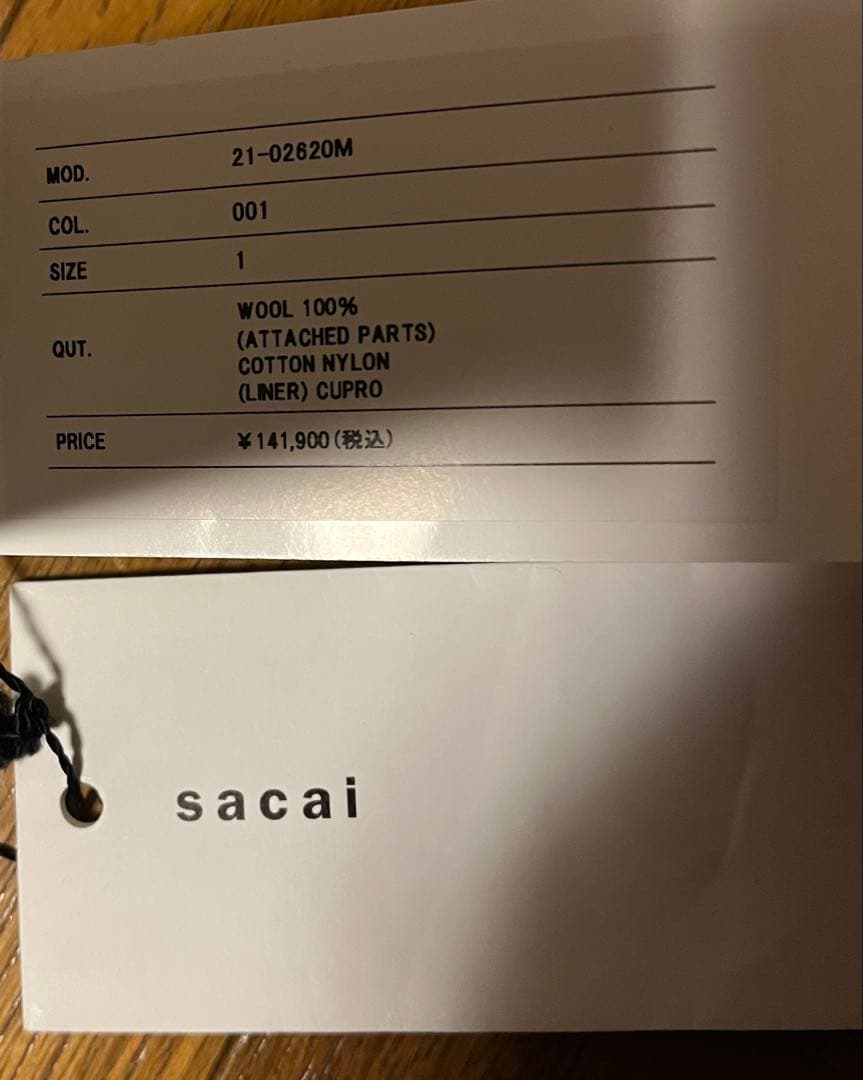 MOD. 21-02620M
COL. 001
SIZE 1
QUT. WOOL 100%
(ATTACHED PARTS)
COTTON NYLON
(LINER) CUPRO
PRICE ¥141,900(税込)
sacai